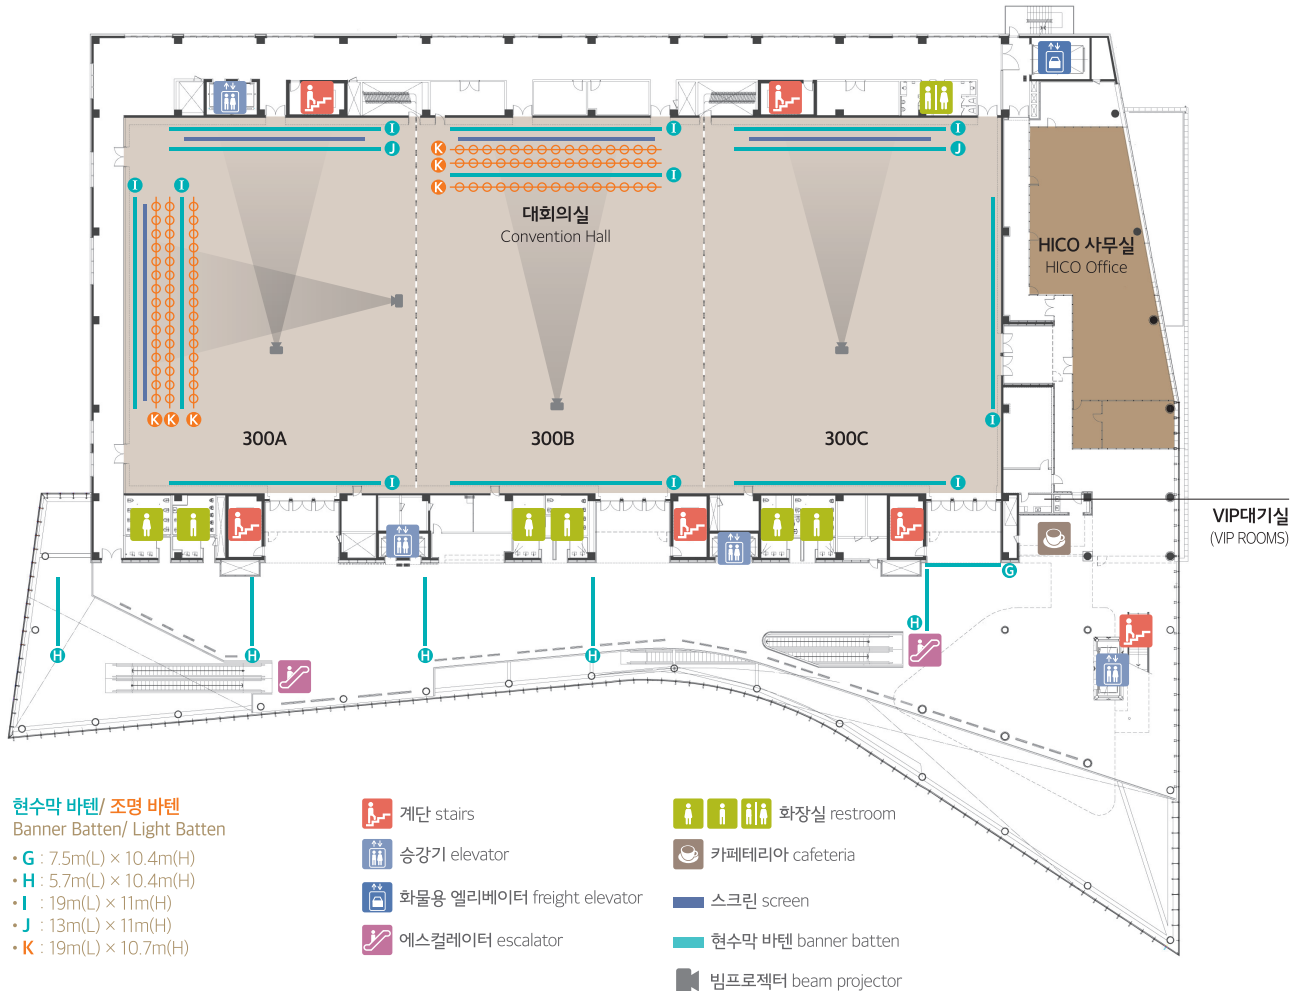 I
J
I
K
K
I
K
I
J
I
I
대회의실
Convention Hall
HICO 사무실
HICO Office
K
K
K
I
300A
300B
300C
I
I
I
VIP대기실
(VIP ROOMS)
G
H
H
H
H
H
현수막 바텐/ 조명 바텐
Banner Batten/ Light Batten
• G : 7.5m(L) × 10.4m(H)
• H : 5.7m(L) × 10.4m(H)
• I : 19m(L) × 11m(H)
• J : 13m(L) × 11m(H)
• K : 19m(L) × 10.7m(H)
계단 stairs
승강기 elevator
화물용 엘리베이터 freight elevator
에스컬레이터 escalator
화장실 restroom
카페테리아 cafeteria
스크린 screen
현수막 바텐 banner batten
빔프로젝터 beam projector